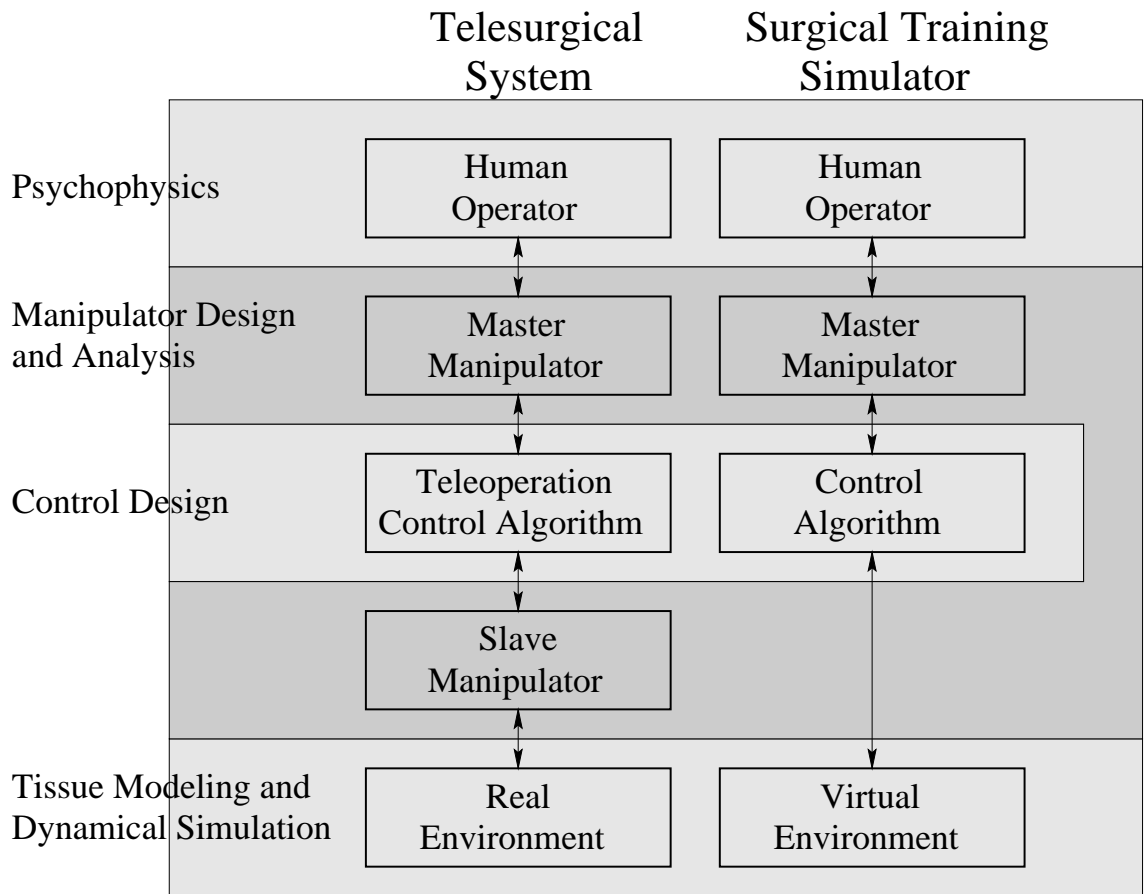 Telesurgical
System
Surgical Training
Simulator
Psychophysics
Human
Operator
Human
Operator
Manipulator Design
and Analysis
Master
Manipulator
Master
Manipulator
Control Design
Teleoperation
Control Algorithm
Control
Algorithm
Slave
Manipulator
Tissue Modeling and
Dynamical Simulation
Real
Environment
Virtual
Environment